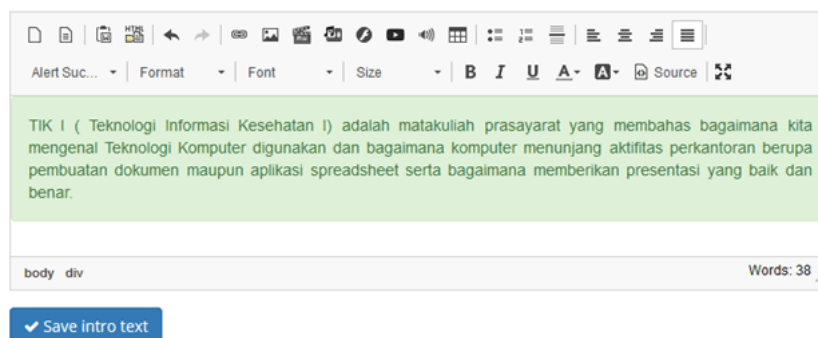 Alert Suc... Format Font Size B I U A A Source
TIK I ( Teknologi Informasi Kesehatan I) adalah matakuliah prasayarat yang membahas bagaimana kita
mengenal Teknologi Komputer digunakan dan bagaimana komputer menunjang aktifitas perkantoran berupa
pembuatan dokumen maupun aplikasi spreadsheet serta bagaimana memberikan presentasi yang baik dan
benar.
body div Words: 38
Save intro text